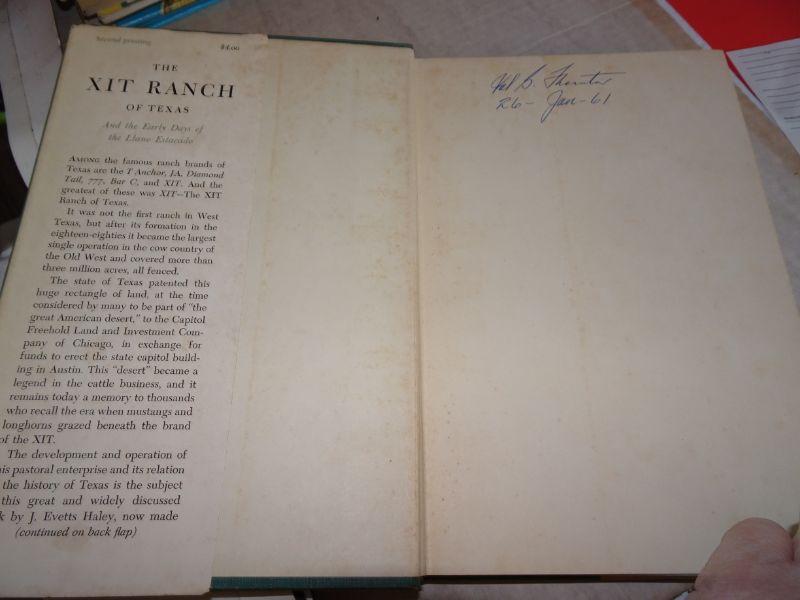 Second printing $4.00
THE
XIT RANCH
OF TEXAS
And the Early Days of
the Llano Estacado
AMONG the famous ranch brands of
Texas are the T Anchor, JA, Diamond
Tail, 777, Bar C, and XIT. And the
greatest of these was XIT—The XIT
Ranch of Texas.
It was not the first ranch in West
Texas, but after its formation in the
eighteen-eighties it became the largest
single operation in the cow country of
the Old West and covered more than
three million acres, all fenced.
The state of Texas patented this
huge rectangle of land, at the time
considered by many to be part of "the
great American desert," to the Capitol
Freehold Land and Investment Com-
pany of Chicago, in exchange for
funds to erect the state capitol build-
ing in Austin. This "desert" became a
legend in the cattle business, and it
remains today a memory to thousands
who recall the era when mustangs and
longhorns grazed beneath the brand
of the XIT.
The development and operation of
his pastoral enterprise and its relation
the history of Texas is the subject
this great and widely discussed
k by J. Evetts Haley, now made
(continued on back flap)
B. Thornton
26-Jan-61